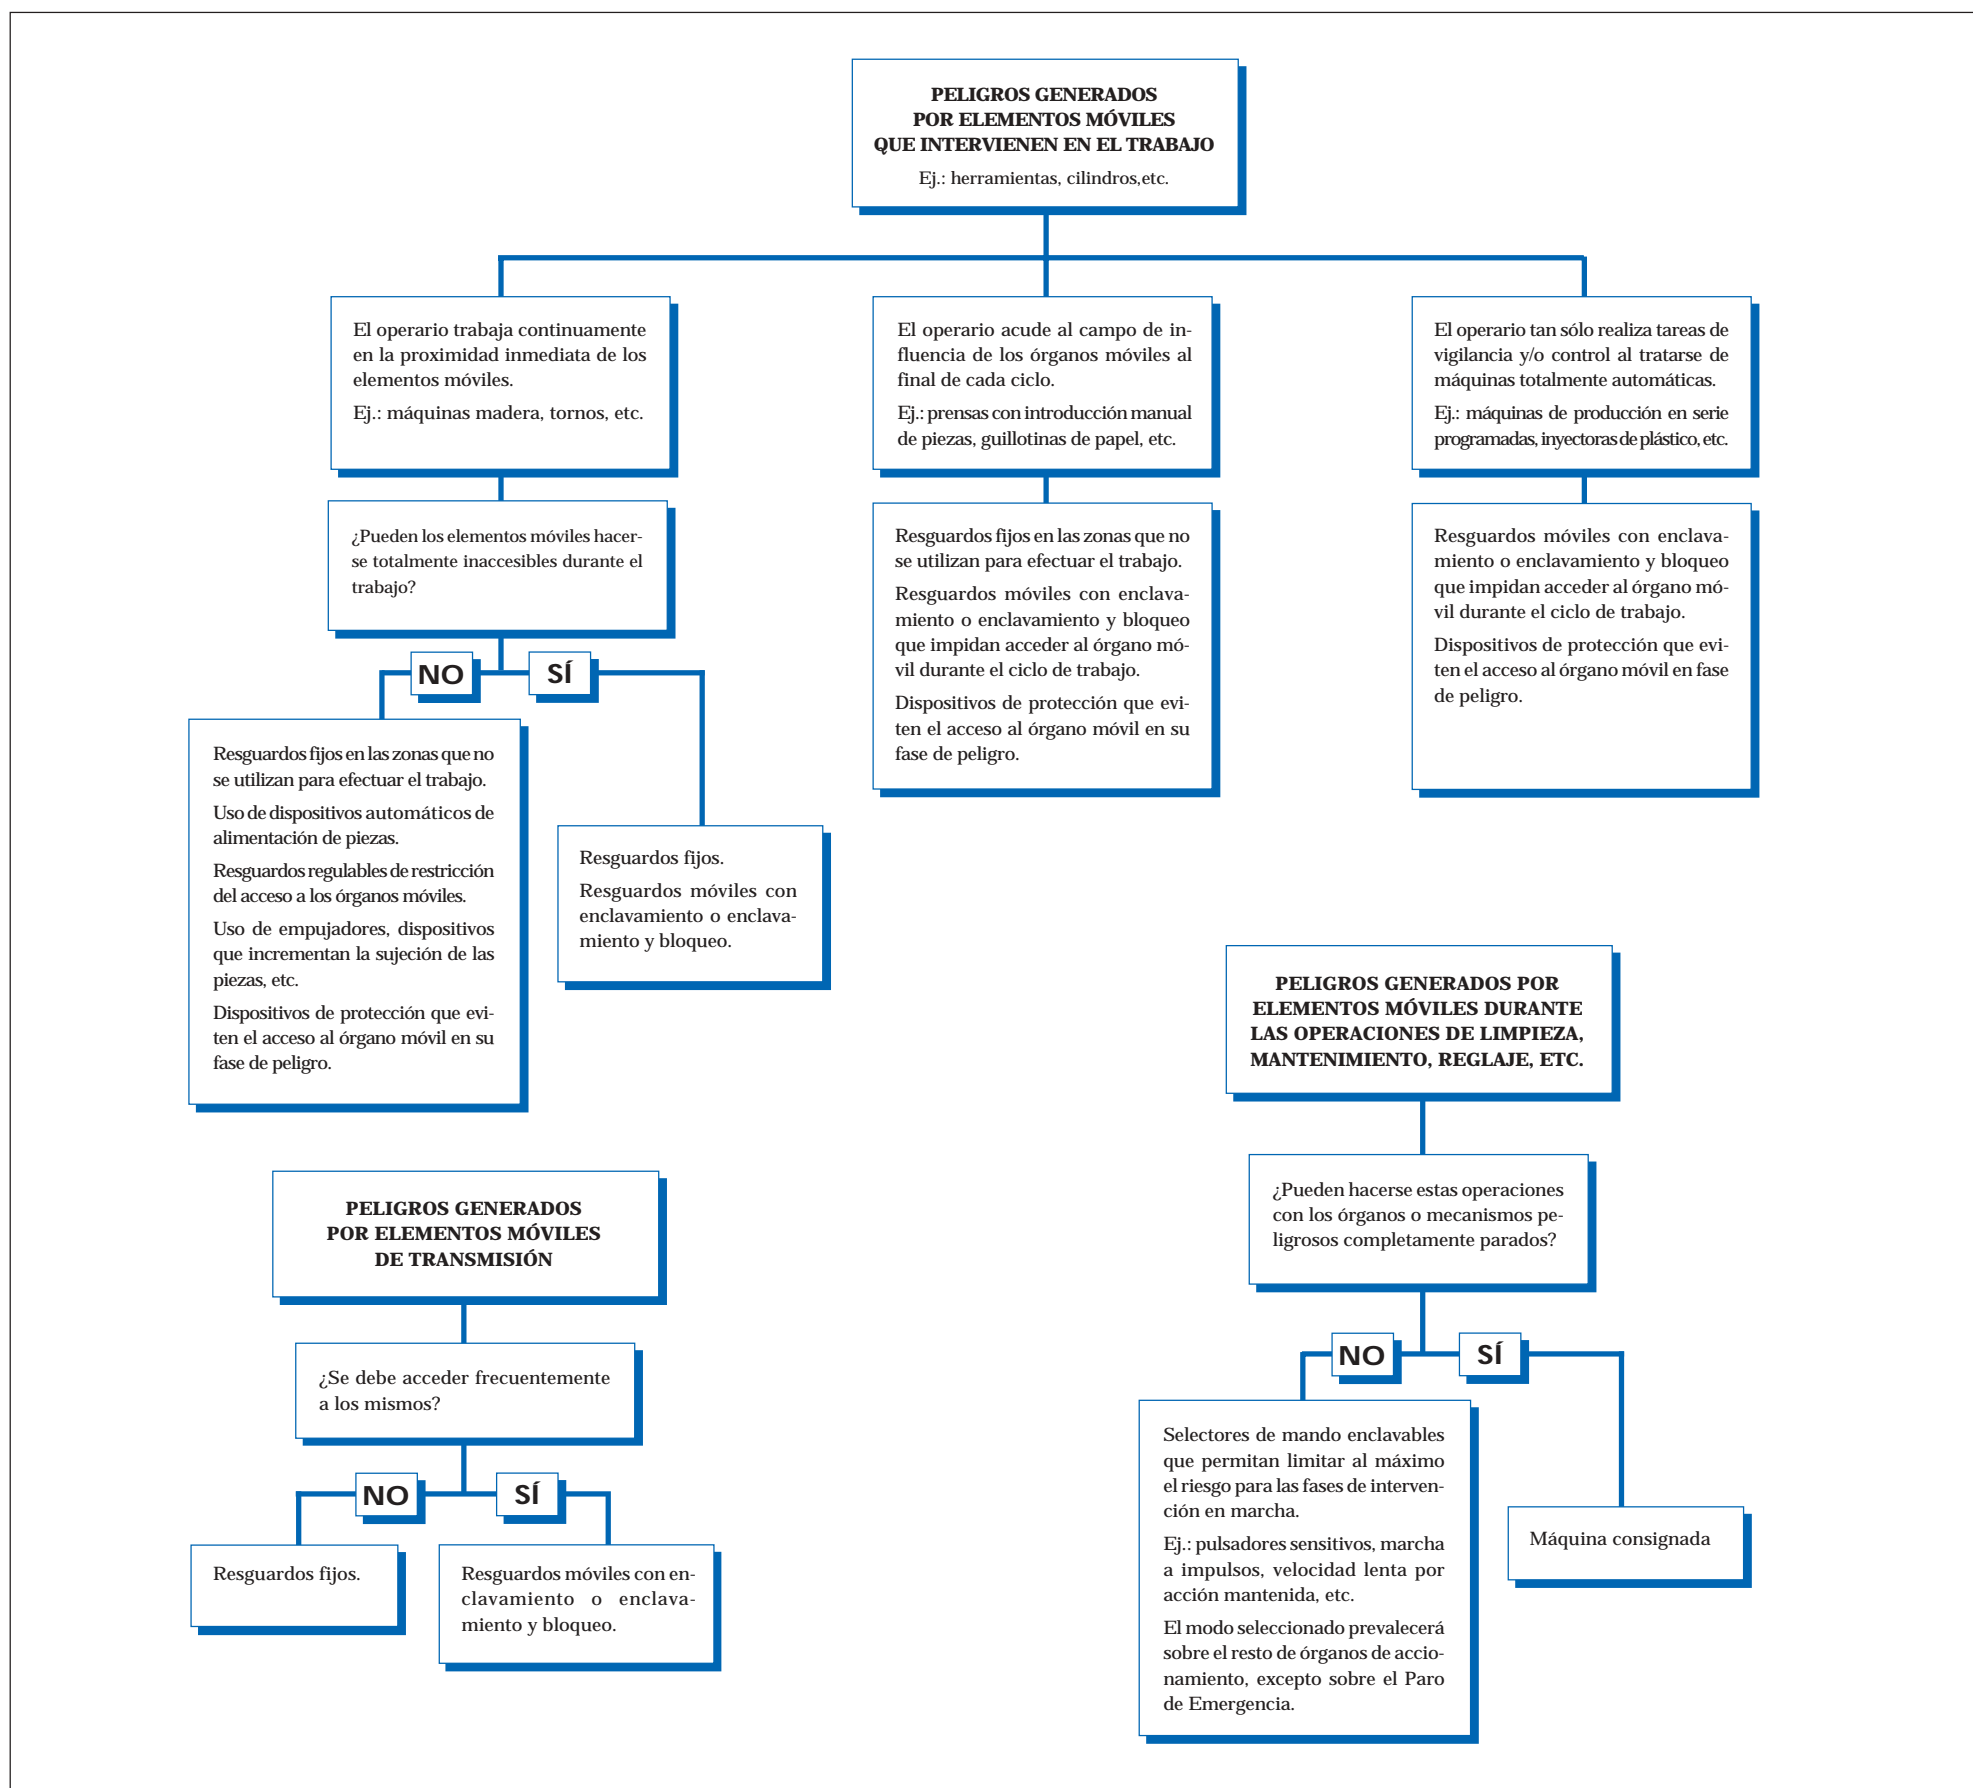 PELIGROS GENERADOS
POR ELEMENTOS MÓVILES
QUE INTERVIENEN EN EL TRABAJO
Ej.: herramientas, cilindros,etc.
El operario trabaja continuamente
en la proximidad inmediata de los
elementos móviles.
Ej.: máquinas madera, tornos, etc.
El operario acude al campo de in-
fluencia de los órganos móviles al
final de cada ciclo.
Ej.: prensas con introducción manual
de piezas, guillotinas de papel, etc.
El operario tan sólo realiza tareas de
vigilancia y/o control al tratarse de
máquinas totalmente automáticas.
Ej.: máquinas de producción en serie
programadas, inyectoras de plástico, etc.
¿Pueden los elementos móviles hacer-
se totalmente inaccesibles durante el
trabajo?
Resguardos fijos en las zonas que no
se utilizan para efectuar el trabajo.
Resguardos móviles con enclava-
miento o enclavamiento y bloqueo
que impidan acceder al órgano mó-
vil durante el ciclo de trabajo.
Dispositivos de protección que evi-
ten el acceso al órgano móvil en su
fase de peligro.
Resguardos móviles con enclava-
miento o enclavamiento y bloqueo
que impidan acceder al órgano mó-
vil durante el ciclo de trabajo.
Dispositivos de protección que evi-
ten el acceso al órgano móvil en fase
de peligro.
NO
SÍ
Resguardos fijos en las zonas que no
se utilizan para efectuar el trabajo.
Uso de dispositivos automáticos de
alimentación de piezas.
Resguardos regulables de restricción
del acceso a los órganos móviles.
Uso de empujadores, dispositivos
que incrementan la sujeción de las
piezas, etc.
Dispositivos de protección que evi-
ten el acceso al órgano móvil en su
fase de peligro.
Resguardos fijos.
Resguardos móviles con
enclavamiento o enclava-
miento y bloqueo.
PELIGROS GENERADOS POR
ELEMENTOS MÓVILES DURANTE
LAS OPERACIONES DE LIMPIEZA,
MANTENIMIENTO, REGLAJE, ETC.
¿Pueden hacerse estas operaciones
con los órganos o mecanismos pe-
ligrosos completamente parados?
NO
SÍ
Selectores de mando enclavables
que permitan limitar al máximo
el riesgo para las fases de interven-
ción en marcha.
Ej.: pulsadores sensitivos, marcha
a impulsos, velocidad lenta por
acción mantenida, etc.
El modo seleccionado prevalecerá
sobre el resto de órganos de accio-
namiento, excepto sobre el Paro
de Emergencia.
Máquina consignada
PELIGROS GENERADOS
POR ELEMENTOS MÓVILES
DE TRANSMISIÓN
¿Se debe acceder frecuentemente
a los mismos?
NO
SÍ
Resguardos fijos.
Resguardos móviles con en-
clavamiento o enclava-
miento y bloqueo.